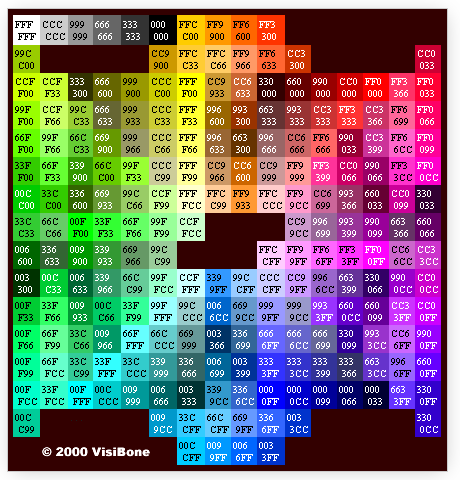 FFF CCC 999 666 333 000 FFC FF9 FF6 FF3
FFF CCC 999 666 333 000 C00 900 600 300
99C CC9 FFC FFC FF9 FF6 CC3 CC0
C00 900 C33 C66 966 633 300 033
CCF CCF 333 666 999 CCC FFF CC9 CC6 330 660 990 CC0 FF0 FF3 FF0
F00 F33 300 600 900 C00 F00 933 633 000 000 000 000 000 366 033
99F CCF 99C 666 999 CCC FFF 996 993 663 993 CC3 FF3 CC3 FF6 FF0
F00 F66 C33 633 933 C33 F33 600 300 333 333 333 333 366 699 066
66F 99F 66C 669 999 CCC FFF 996 663 996 CC6 FF6 990 CC3 FF6 FF0
F00 F33 C33 900 966 C66 F66 633 300 666 666 666 033 399 6CC 099
33F 66F 339 66C 99F CCC FFF CC9 CC6 CC9 FF9 FF3 CC0 990 FF3 FF0
F00 F33 900 C00 F33 C99 F99 966 600 999 999 399 066 066 3CC 0CC
00C 33C 336 669 99C CCF FFF FFC FF9 FFC FF9 CC6 993 660 CC0 330
C00 C00 600 933 C66 F99 FCC C99 933 CCC 9CC 699 366 033 099 033
33C 66C 00F 33F 66F 99F CCF CC9 996 993 990 663 660
C33 C66 F00 F33 F66 F99 FCC 9CC 699 399 099 366 066
006 336 009 339 669 99C FFC FF9 FF6 FF3 FF0 CC6 CC3
600 633 900 933 966 C99 CFF 9FF 6FF 3FF 0FF 6CC 3CC
003 00C 006 339 66C 99F CCF 339 99C CCC CC9 996 663 330 990 CC0
300 C33 633 966 C99 FCC FFF 9FF CFF CFF 9FF 6CC 399 066 0CC 0CC
00F 33F 009 00C 33F 99F 99C 006 669 999 999 993 660 660 CC3 CC0
F33 F66 933 C66 F99 FFF CCC 6CC 9CC 9FF 9CC 3FF 0CC 099 3FF 0FF
00F 66F 33C 009 66F 66C 669 003 336 666 666 666 330 993 CC6 990
F66 F99 C66 966 FFF CCC 999 366 699 6FF 6CC 699 099 3CC 6FF 0FF
00F 66F 33C 33F 33C 339 336 006 003 333 333 333 333 663 996 660
F99 FCC C99 FFF CCC 999 666 699 399 3FF 3CC 399 366 3CC 6FF 0FF
00F 33F 00F 00C 009 006 003 339 336 000 000 000 000 000 663 330
FCC FCC FFF CCC 999 666 333 9CC 6CC 0FF 0CC 099 066 033 3FF 0FF
00C 009 33C 66C 669 336 003 330
C99 9CC CFF CFF 9FF 6FF 3CC 0CC
© 2000 VisiBone 00C 009 006 003
CFF 9FF 6FF 3FF